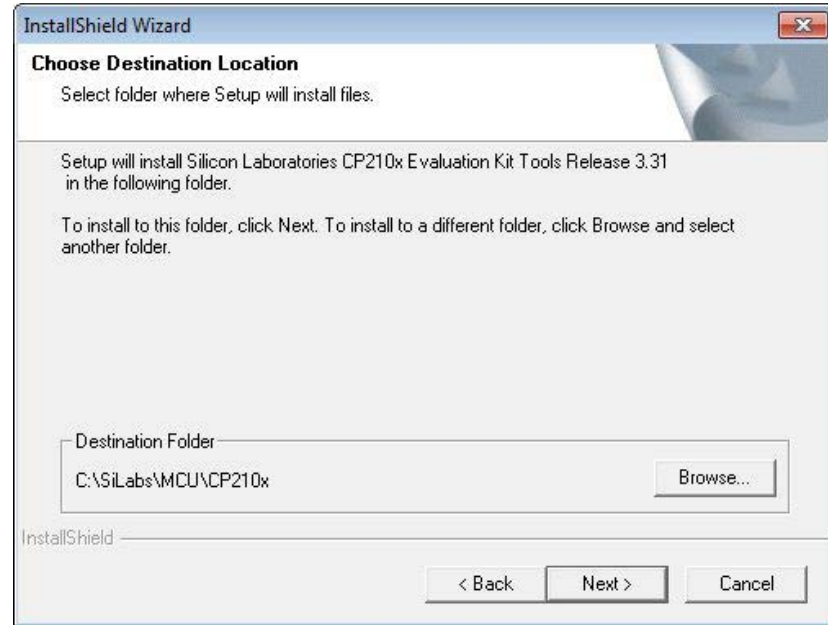 InstallShield Wizard
Choose Destination Location
Select folder where Setup will install files.
Setup will install Silicon Laboratories CP210x Evaluation Kit Tools Release 3.31
in the following folder.
To install to this folder, click Next. To install to a different folder, click Browse and select
another folder.
Destination Folder
C:\SiLabs\MCU\CP210x
Browse...
InstallShield
< Back
Next >
Cancel